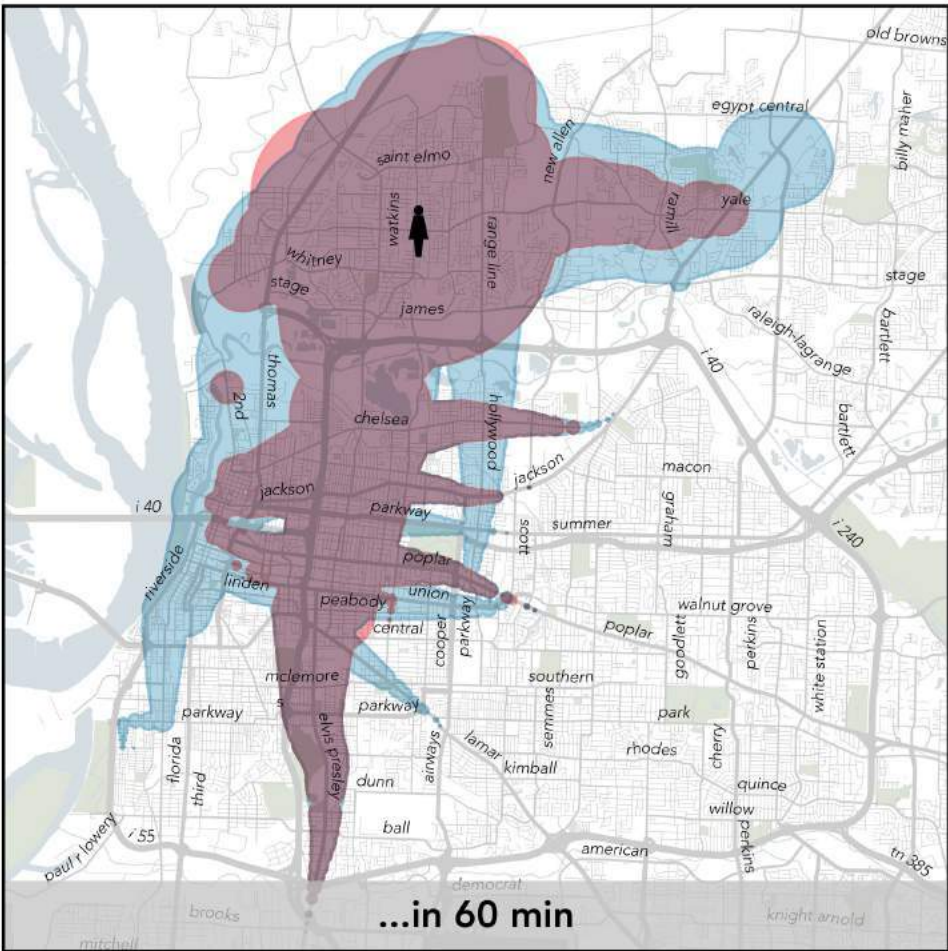 old browns
egypt central
billy maher
new allen
saint elmo
yale
ramill
watkins
range line
whitney
stage
stage
james
bartlett
raleigh-lagrange
i 40
thomas
2nd
hollywood
bartlett
chelsea
jackson
macon
jackson
i 40
parkway
graham
scott
summer
i 240
poplar
riverside
linden
union
peabody
walnut grove
parkway
central
cooper
poplar
goodlett
perkins
white station
mclemore
southern
s
parkway
parkway
park
semmes
elvis presley
florida
third
airways
lamar
rhodes
cherry
kimball
dunn
quince
willow
ball
perkins
i 55
paul r lowery
american
tn 385
democrat
brooks
...in 60 min
knight arnold
mitchell